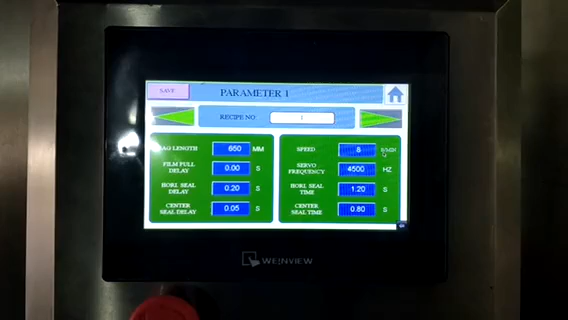 SAVE
PARAMETER 1
RECIPE NO
1
BAG LENGTH 650 MM
FILM PULL DELAY 0.00 S
HORI. SEAL DELAY 0.20 S
CENTER SEAL DELAY 0.05 S
SPEED 8 B/MIN
SERVO FREQUENCY 4500 HZ
HORI. SEAL TIME 1.20 S
CENTER SEAL TIME 0.80 S
WEINVIEW